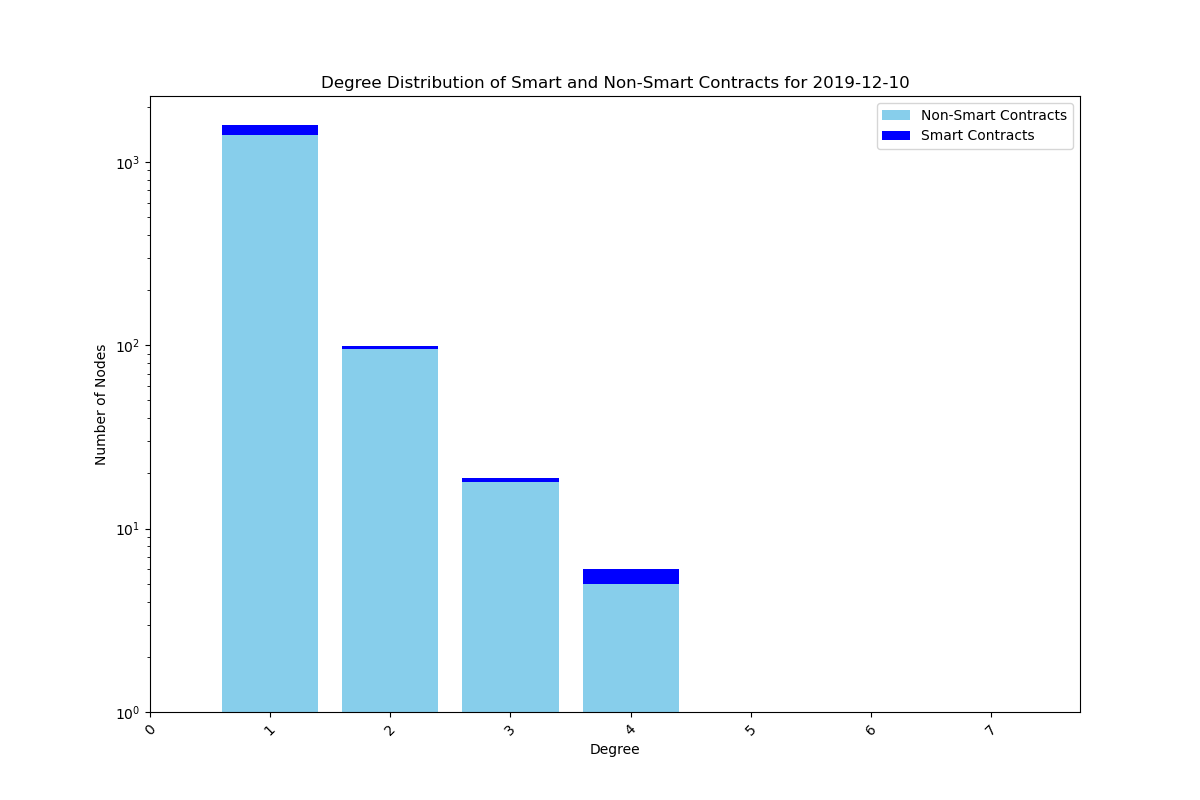 Degree Distribution of Smart and Non-Smart Contracts for 2019-12-10
Non-Smart Contracts
Smart Contracts
Number of Nodes
10³
10²
10¹
10⁰
0 1 2 3 4 5 6 7
Degree